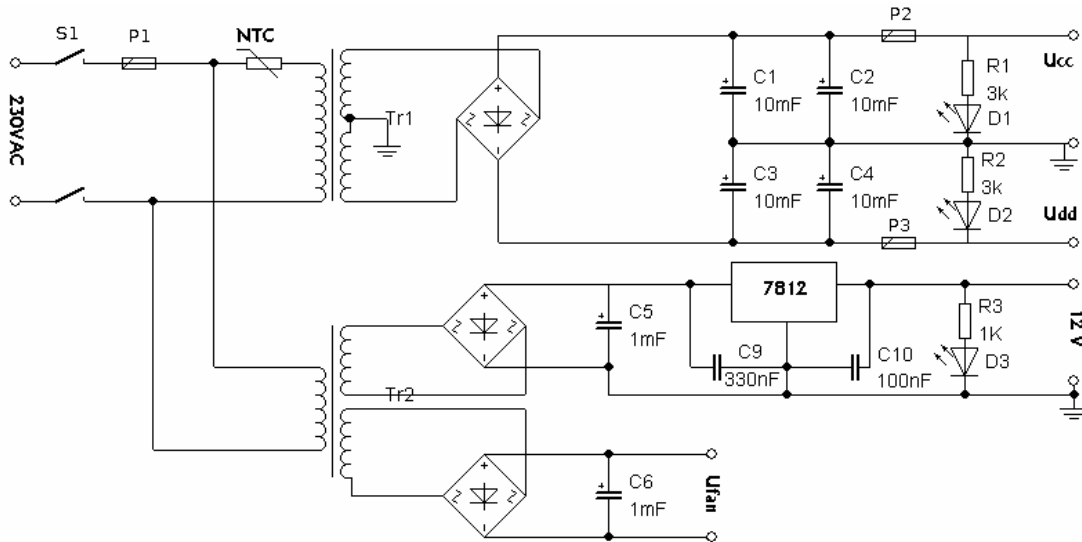 S1
P1
NTC
230VAC
Tr1
P2
Ucc
C1
10mF
C2
10mF
R1
3k
D1
C3
10mF
C4
10mF
R2
3k
D2
P3
Udd
7812
C5
1mF
C9
330nF
C10
100nF
R3
1K
D3
12V
Tr2
C6
1mF
Ufan